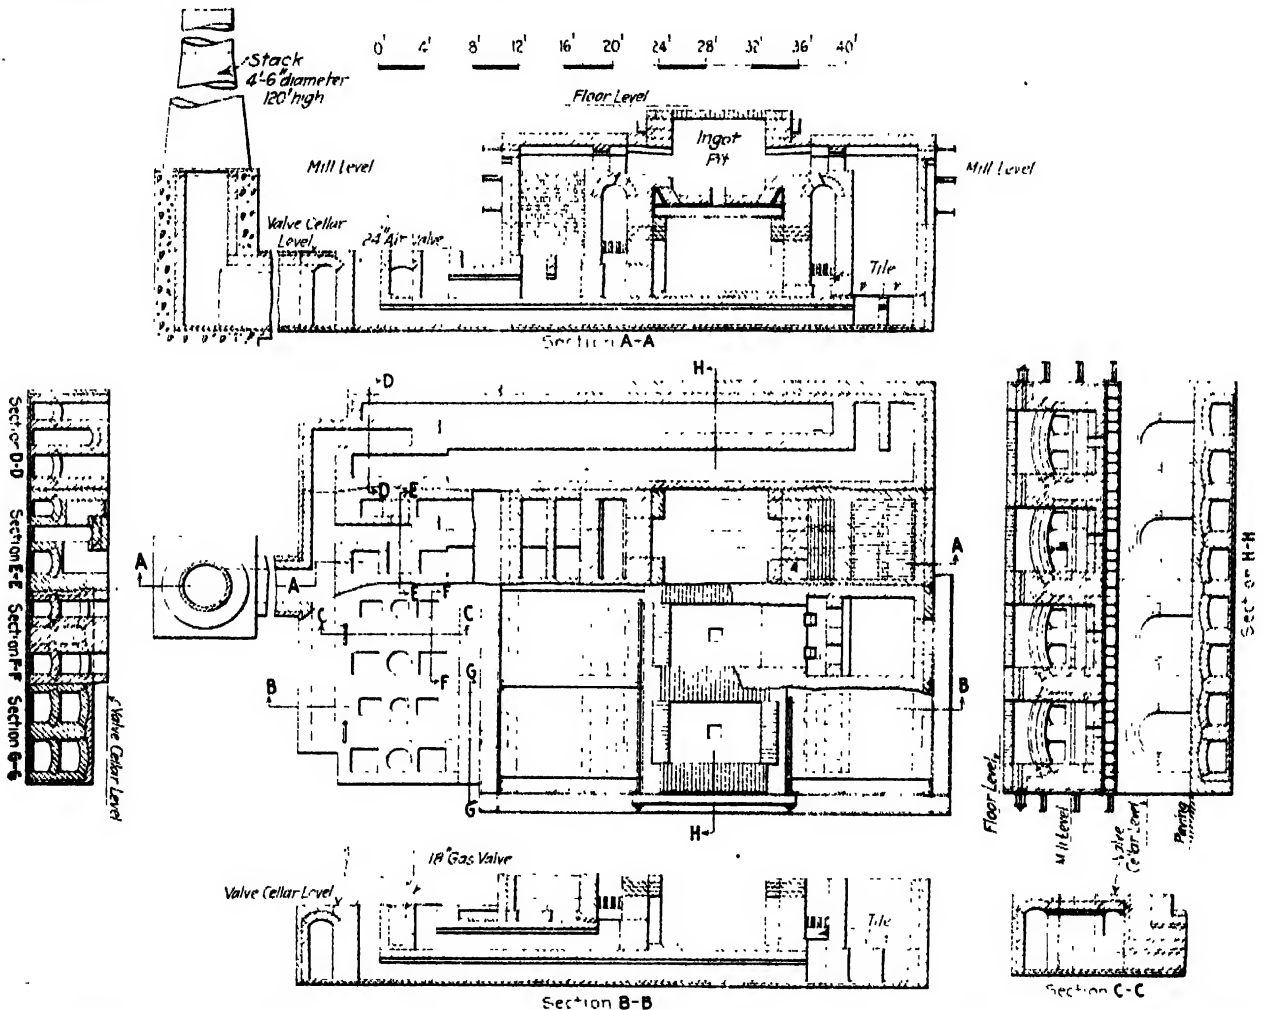 0' 4' 8' 12' 16' 20' 24' 28' 32' 36' 40'
Stack
4'-6" diameter
120' high
Floor Level
Ingot
Pit
Mill Level
Mill Level
Valve Cellar
Level
24" Air Valve
Tile
Section A-A
H
D
D
E
A
A
A
A
E
F
C
C
G
F
B
B
G
H
Section D-D
Section E-E
Section F-F
Section G-G
Valve Cellar Level
Section H-H
Floor Level
Mill Level
Valve
Cellar Level
Paving
18" Gas Valve
Valve Cellar Level
Tile
Section B-B
Section C-C